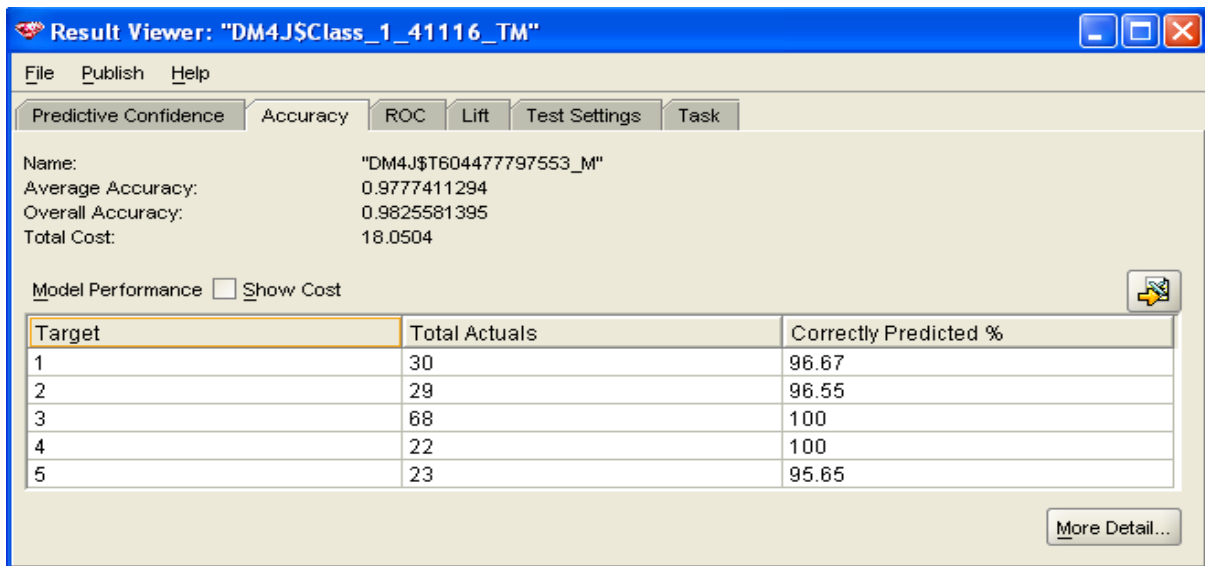 Result Viewer: "DM4J$Class_1_41116_TM"
File Publish Help
Predictive Confidence Accuracy ROC Lift Test Settings Task
Name: "DM4J$T604477797553_M"
Average Accuracy: 0.9777411294
Overall Accuracy: 0.9825581395
Total Cost: 18.0504
Model Performance Show Cost
Target Total Actuals Correctly Predicted %
1 30 96.67
2 29 96.55
3 68 100
4 22 100
5 23 95.65
More Detail...